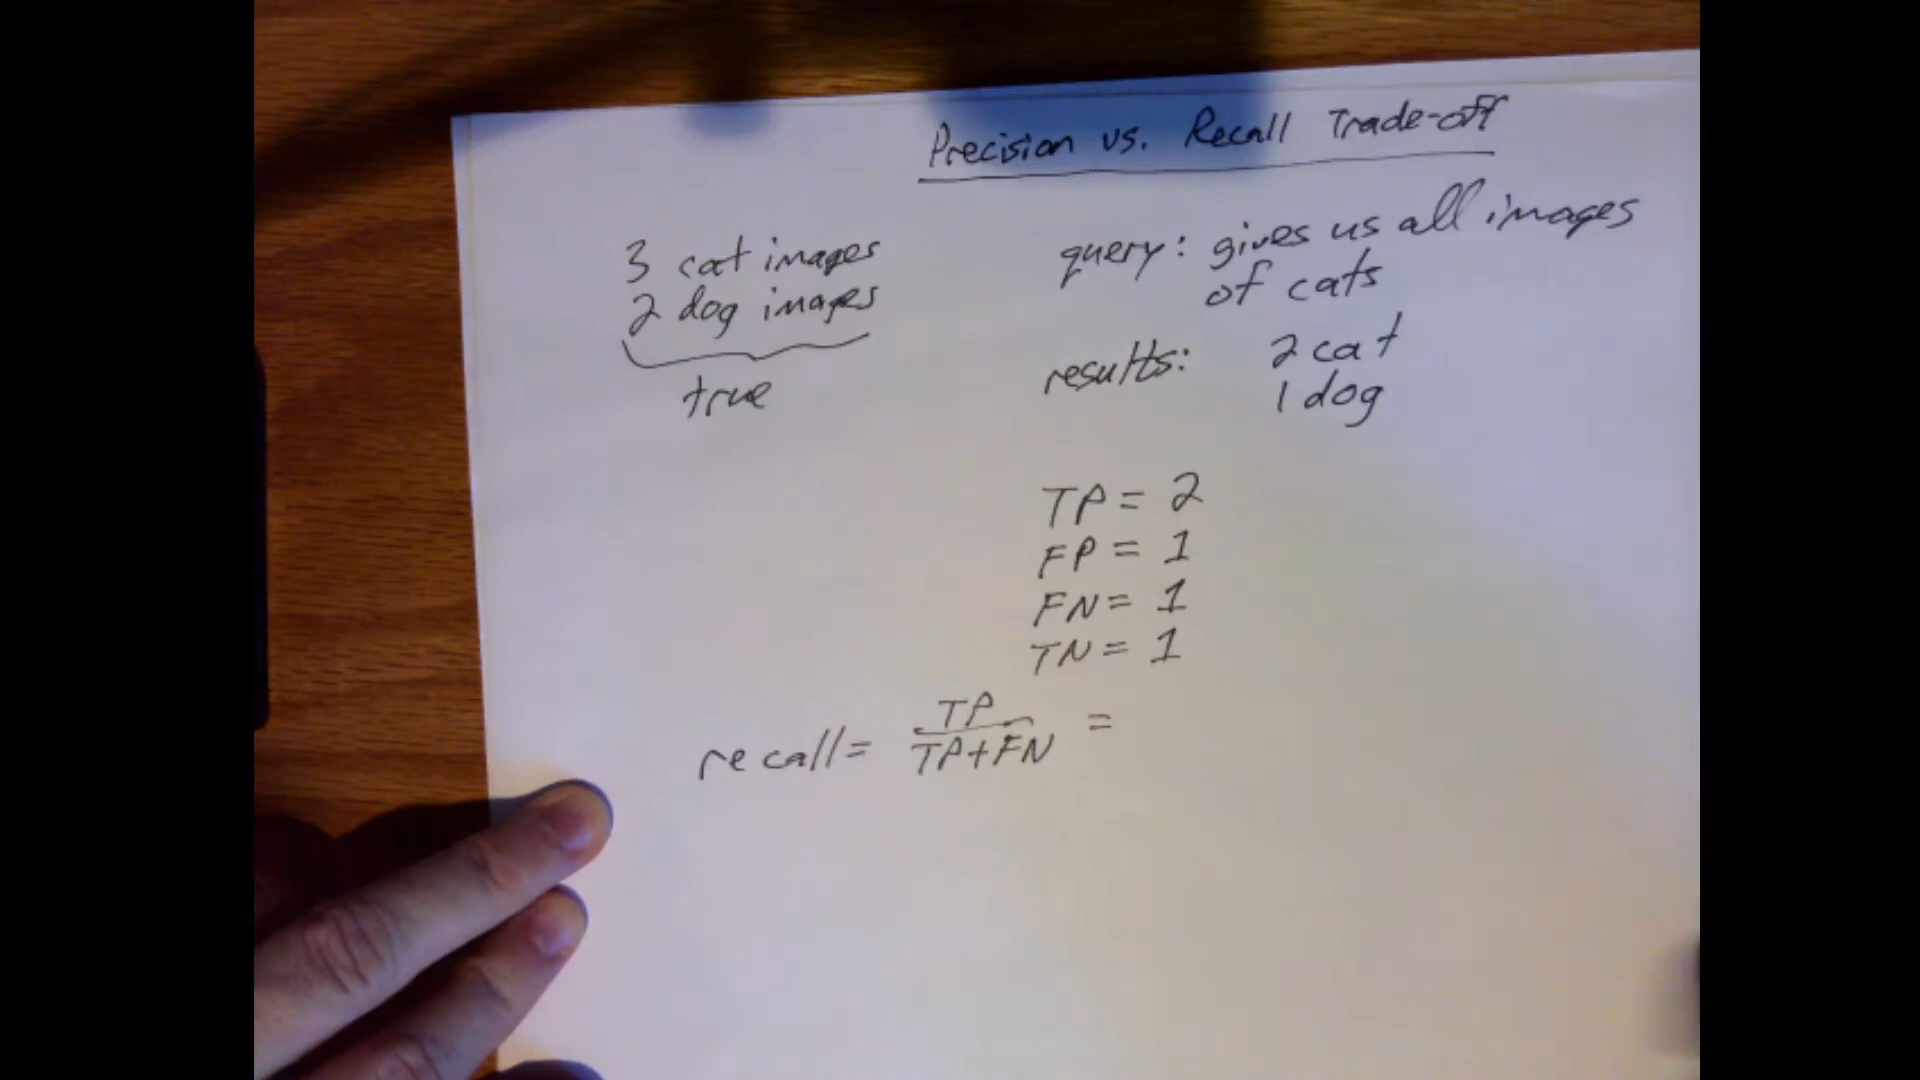 Precision vs. Recall Trade-off
3 cat images
2 dog images
true
query: gives us all images
of cats
results: 2 cat
1 dog
TP = 2
FP = 1
FN = 1
TN = 1
recall = TP / TP+FN =